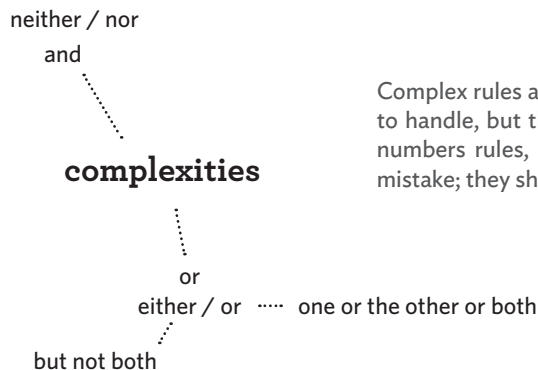 neither / nor
and
Complex rules a
to handle, but t
numbers rules,
mistake; they sh
complexities
or
either / or ····· one or the other or both
but not both